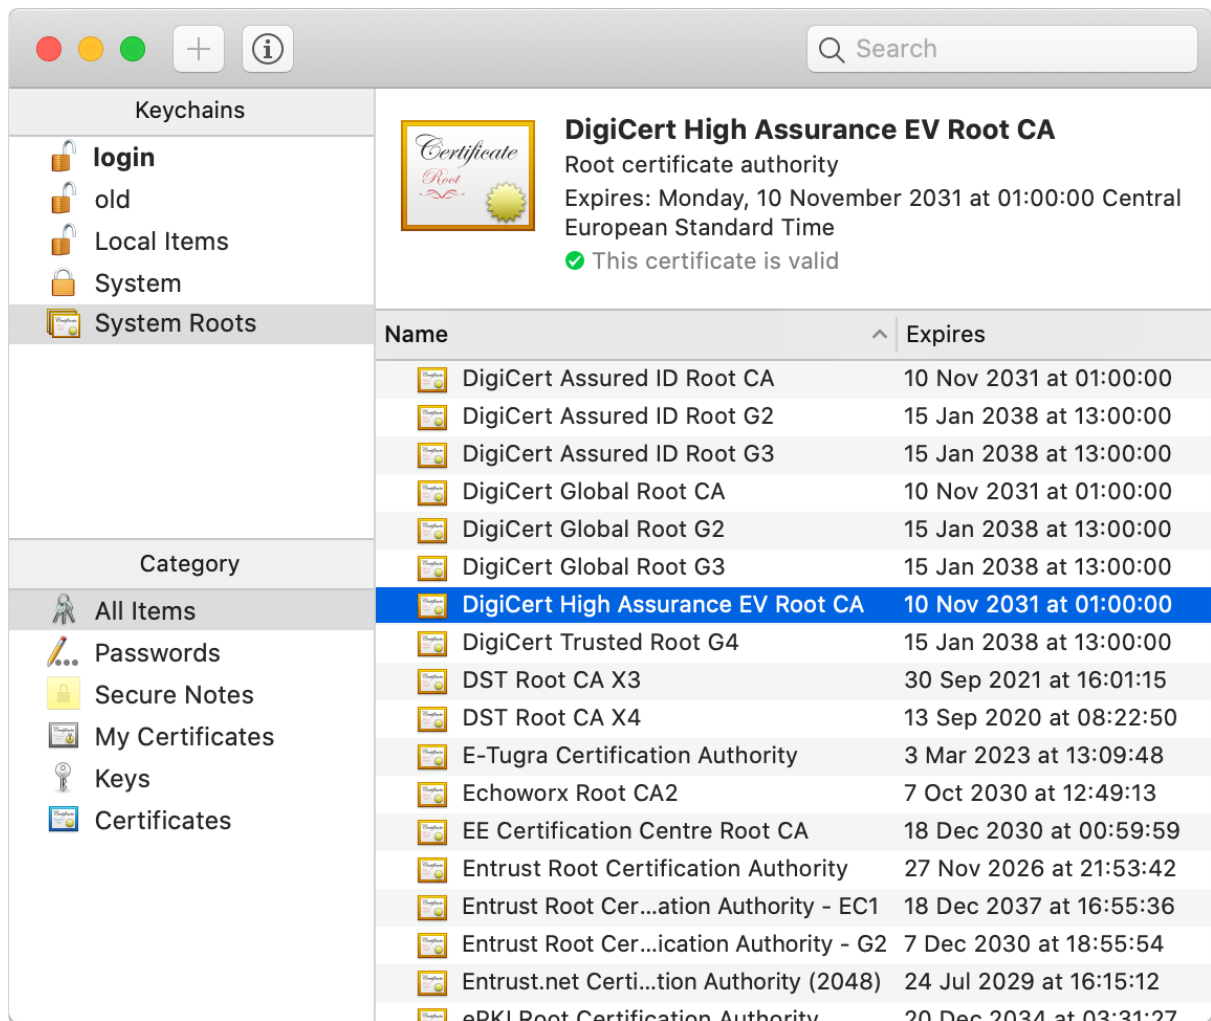 Search
Keychains
login
old
Local Items
System
System Roots
Category
All Items
Passwords
Secure Notes
My Certificates
Keys
Certificates
Certificate
Root
DigiCert High Assurance EV Root CA
Root certificate authority
Expires: Monday, 10 November 2031 at 01:00:00 Central
European Standard Time
This certificate is valid
Name Expires
DigiCert Assured ID Root CA 10 Nov 2031 at 01:00:00
DigiCert Assured ID Root G2 15 Jan 2038 at 13:00:00
DigiCert Assured ID Root G3 15 Jan 2038 at 13:00:00
DigiCert Global Root CA 10 Nov 2031 at 01:00:00
DigiCert Global Root G2 15 Jan 2038 at 13:00:00
DigiCert Global Root G3 15 Jan 2038 at 13:00:00
DigiCert High Assurance EV Root CA 10 Nov 2031 at 01:00:00
DigiCert Trusted Root G4 15 Jan 2038 at 13:00:00
DST Root CA X3 30 Sep 2021 at 16:01:15
DST Root CA X4 13 Sep 2020 at 08:22:50
E-Tugra Certification Authority 3 Mar 2023 at 13:09:48
Echoworx Root CA2 7 Oct 2030 at 12:49:13
EE Certification Centre Root CA 18 Dec 2030 at 00:59:59
Entrust Root Certification Authority 27 Nov 2026 at 21:53:42
Entrust Root Cer...ation Authority - EC1 18 Dec 2037 at 16:55:36
Entrust Root Cer...ication Authority - G2 7 Dec 2030 at 18:55:54
Entrust.net Certi...tion Authority (2048) 24 Jul 2029 at 16:15:12
ePKI Root Certification Authority 20 Dec 2034 at 03:31:27